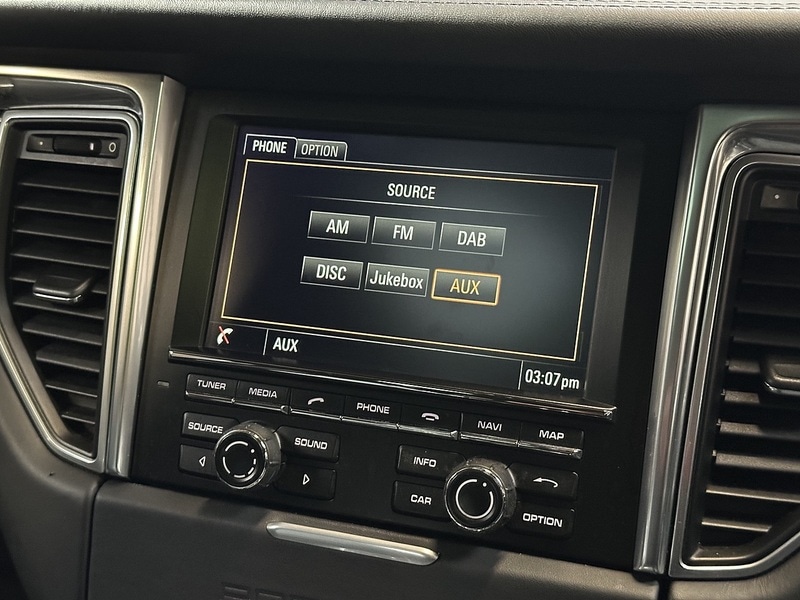 PHONE OPTION
SOURCE
AM FM DAB
DISC Jukebox AUX
AUX
03:07pm
TUNER MEDIA PHONE NAVI MAP
SOURCE SOUND INFO
CAR OPTION